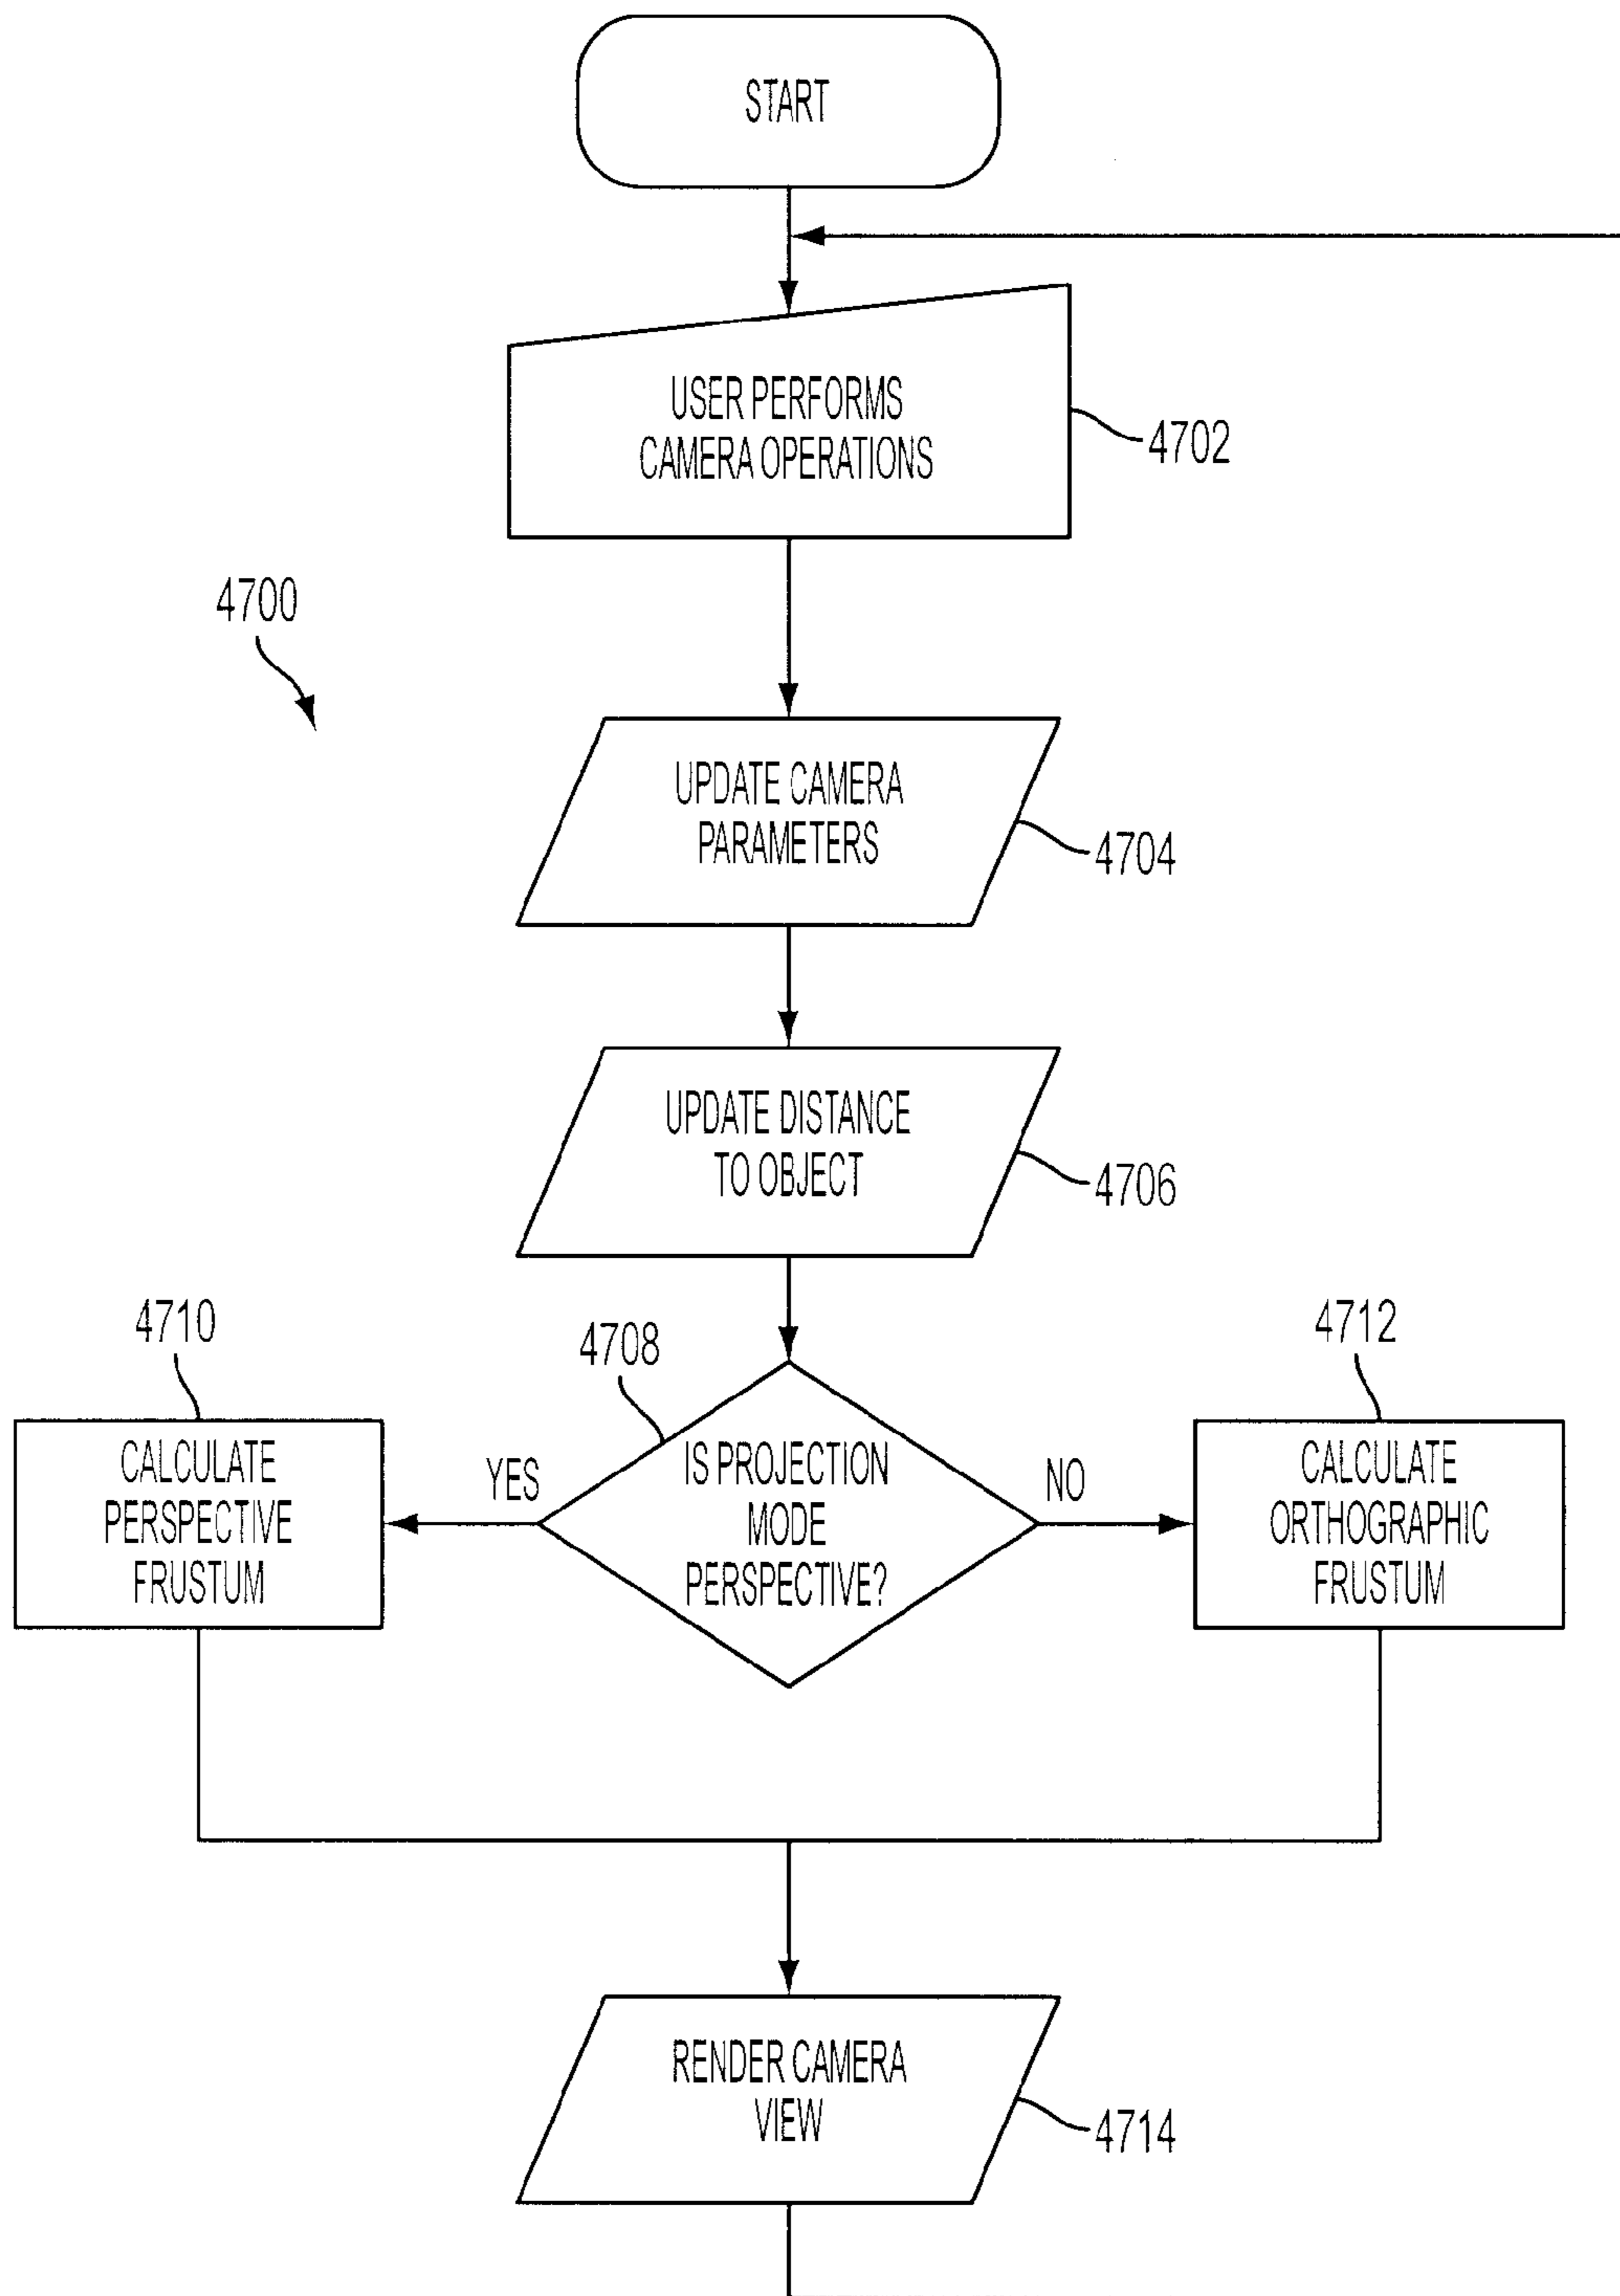 START
USER PERFORMS
CAMERA OPERATIONS
4702
4700
UPDATE CAMERA
PARAMETERS
4704
UPDATE DISTANCE
TO OBJECT
4706
4710
4708
4712
CALCULATE
PERSPECTIVE
FRUSTUM
YES
IS PROJECTION
MODE
PERSPECTIVE?
NO
CALCULATE
ORTHOGRAPHIC
FRUSTUM
RENDER CAMERA
VIEW
4714